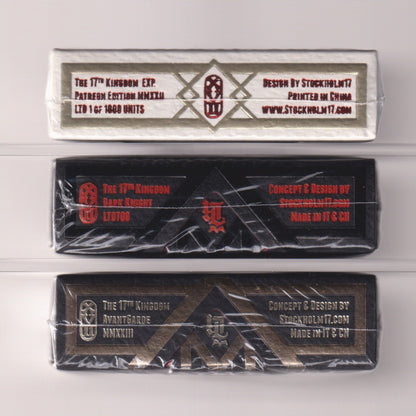 The 17th Kingdom Exp.
Patreon Edition MMXXII
LTD 1 of 1000 Units
Design By Stockholm17
Printed in China
www.Stockholm17.com
The 17th Kingdom
Dark Knight
LTD700
Concept & Design by
Stockholm17.com
Made in IT & CN
The 17th Kingdom
AvantGarde
MMXXIII
Concept & Design by
Stockholm17.com
Made in IT & CN